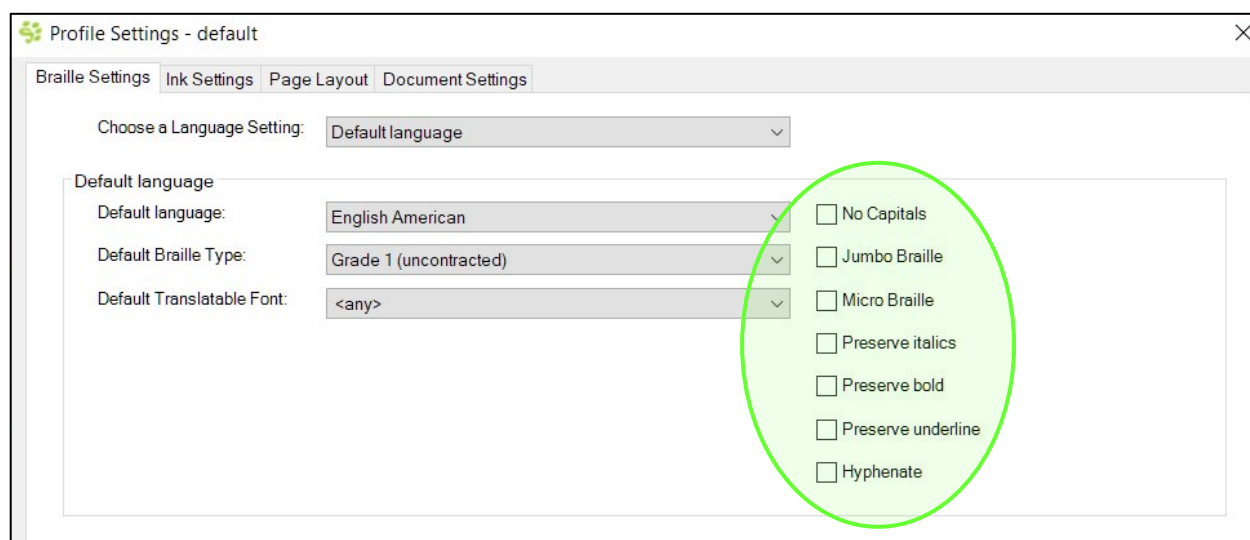 Profile Settings - default
Braille Settings Ink Settings Page Layout Document Settings
Choose a Language Setting: Default language
Default language
Default language: English American
Default Braille Type: Grade 1 (uncontracted)
Default Translatable Font: <any>
No Capitals
Jumbo Braille
Micro Braille
Preserve italics
Preserve bold
Preserve underline
Hyphenate